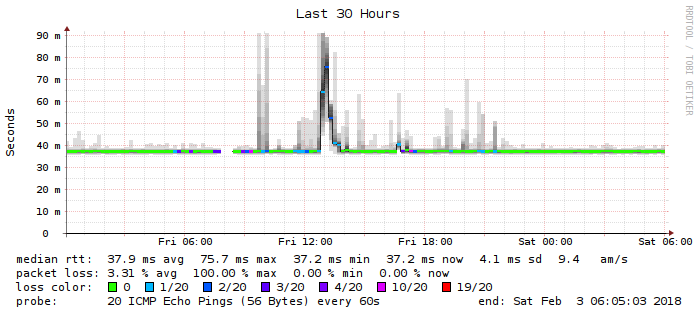 Last 30 Hours
RRDTOOL / TOBI OETIKER
Seconds
90 m
80 m
70 m
60 m
50 m
40 m
30 m
20 m
10 m
0
Fri 06:00 Fri 12:00 Fri 18:00 Sat 00:00 Sat 06:00
median rtt: 37.9 ms avg 75.7 ms max 37.2 ms min 37.2 ms now 4.1 ms sd 9.4 am/s
packet loss: 3.31 % avg 100.00 % max 0.00 % min 0.00 % now
loss color: 0 1/20 2/20 3/20 4/20 10/20 19/20
probe: 20 ICMP Echo Pings (56 Bytes) every 60s end: Sat Feb 3 06:05:03 2018